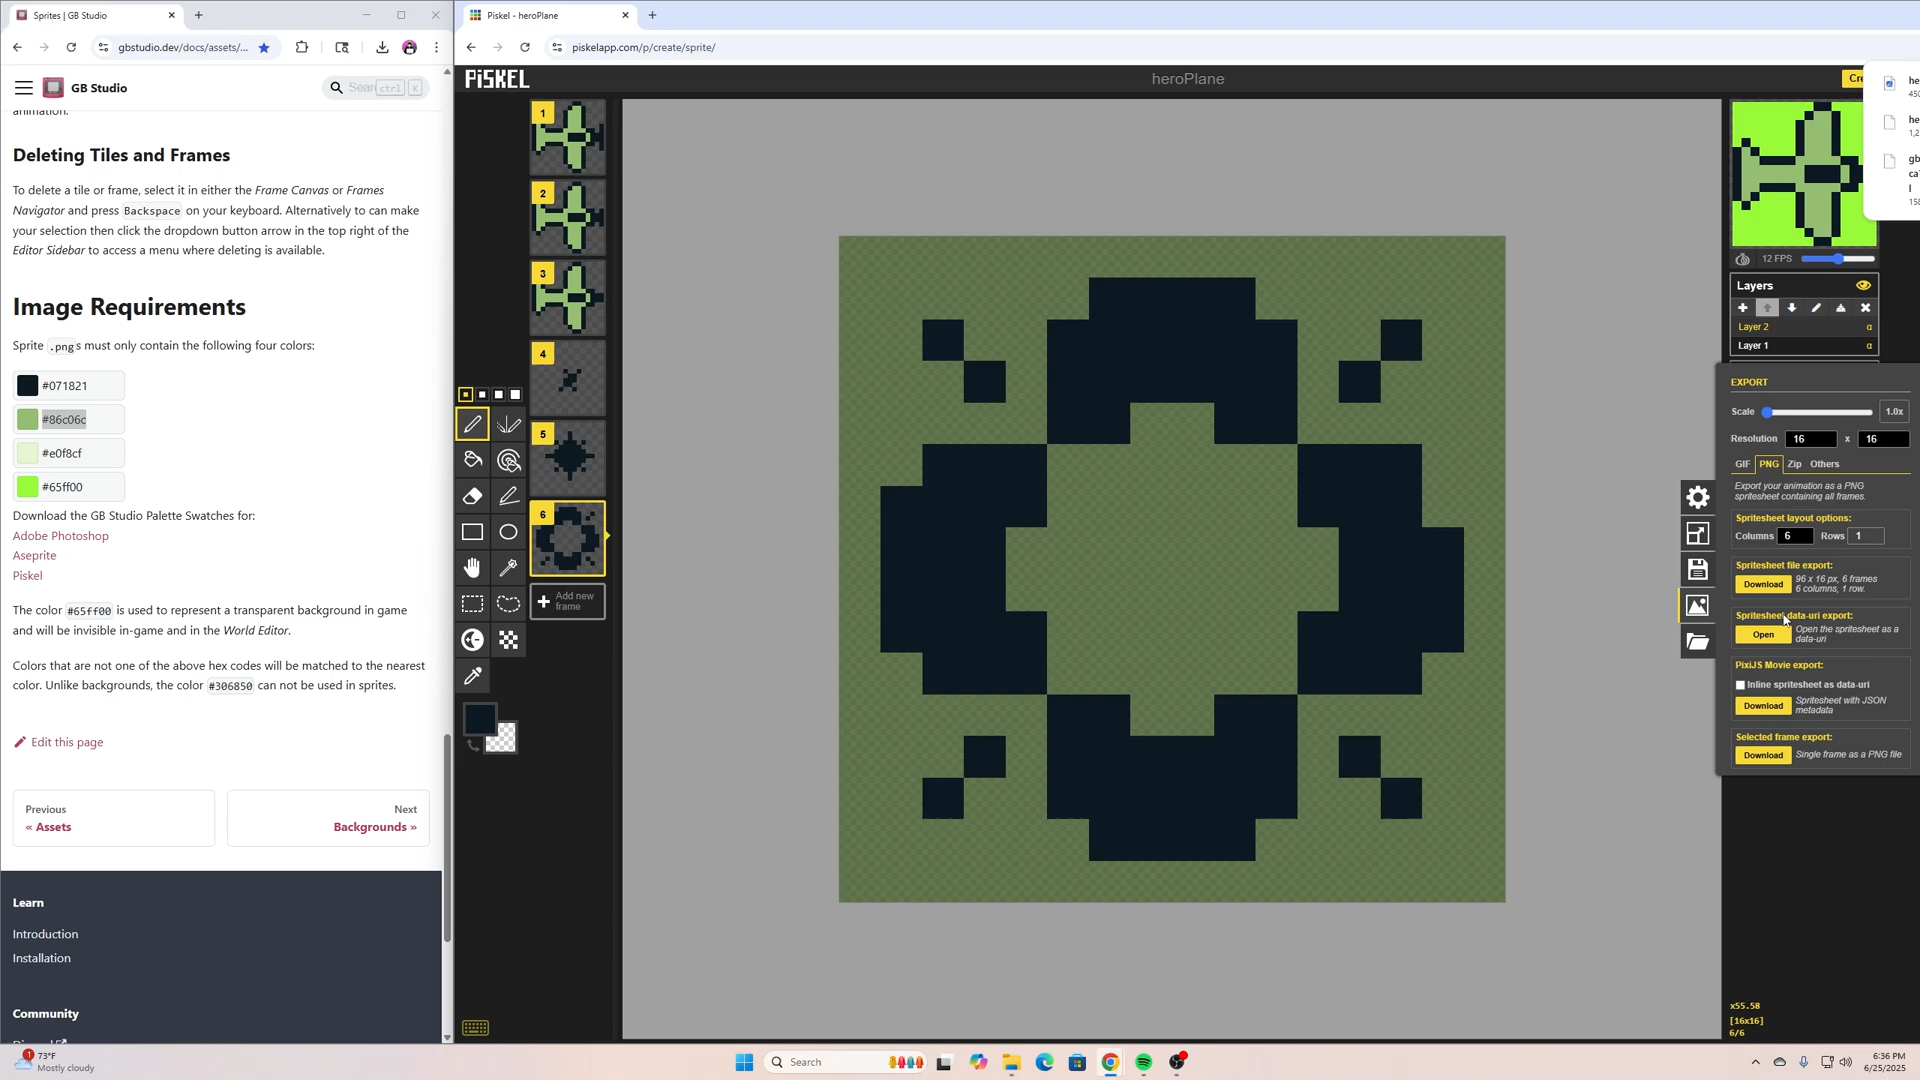 Sprites | GB Studio
Piskel - heroPlane
gbstudio.dev/docs/assets/...
piskelapp.com/p/create/sprite/
GB Studio
ctrl K
PiSKEL
heroPlane
animation.
Deleting Tiles and Frames
To delete a tile or frame, select it in either the Frame Canvas or Frames
Navigator and press Backspace on your keyboard. Alternatively to can make
your selection then click the dropdown button arrow in the top right of the
Editor Sidebar to access a menu where deleting is available.
Image Requirements
Sprite .pngs must only contain the following four colors:
#071821
#86c06c
#e0f8cf
#65ff00
Download the GB Studio Palette Swatches for:
Adobe Photoshop
Aseprite
Piskel
The color #65ff00 is used to represent a transparent background in game
and will be invisible in-game and in the World Editor.
Colors that are not one of the above hex codes will be matched to the nearest
color. Unlike backgrounds, the color #306850 can not be used in sprites.
Edit this page
Previous
« Assets
Next
Backgrounds »
Learn
Introduction
Installation
Community
1
2
3
4
5
6
Add new
frame
12 FPS
Layers
Layer 2
α
Layer 1
α
EXPORT
Scale
1.0x
Resolution 16 x 16
GIF PNG Zip Others
Export your animation as a PNG
spritesheet containing all frames.
Spritesheet layout options:
Columns 6 Rows 1
Spritesheet file export:
Download 96 x 16 px, 6 frames
6 columns, 1 row.
Spritesheet data-uri export:
Open Open the spritesheet as a
data-uri
PixiJS Movie export:
Inline spritesheet as data-uri
Download Spritesheet with JSON
metadata
Selected frame export:
Download Single frame as a PNG file
x55.58
[16x16]
6/6
1
73°F
Mostly cloudy
Search
6:36 PM
6/25/2025